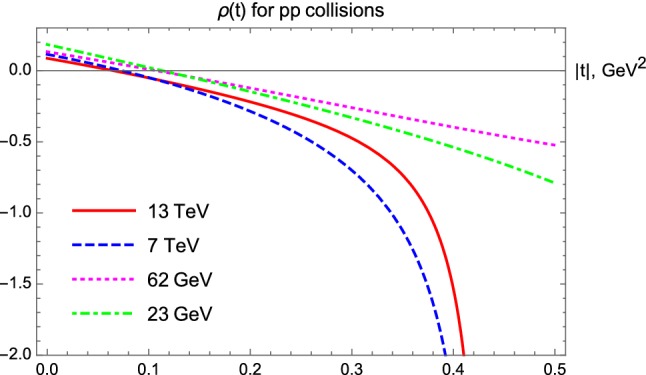 ρ(t) for pp collisions
0.0
|t|, GeV2
−0.5
−1.0
−1.5
−2.0
13 TeV
7 TeV
62 GeV
23 GeV
0.0 0.1 0.2 0.3 0.4 0.5